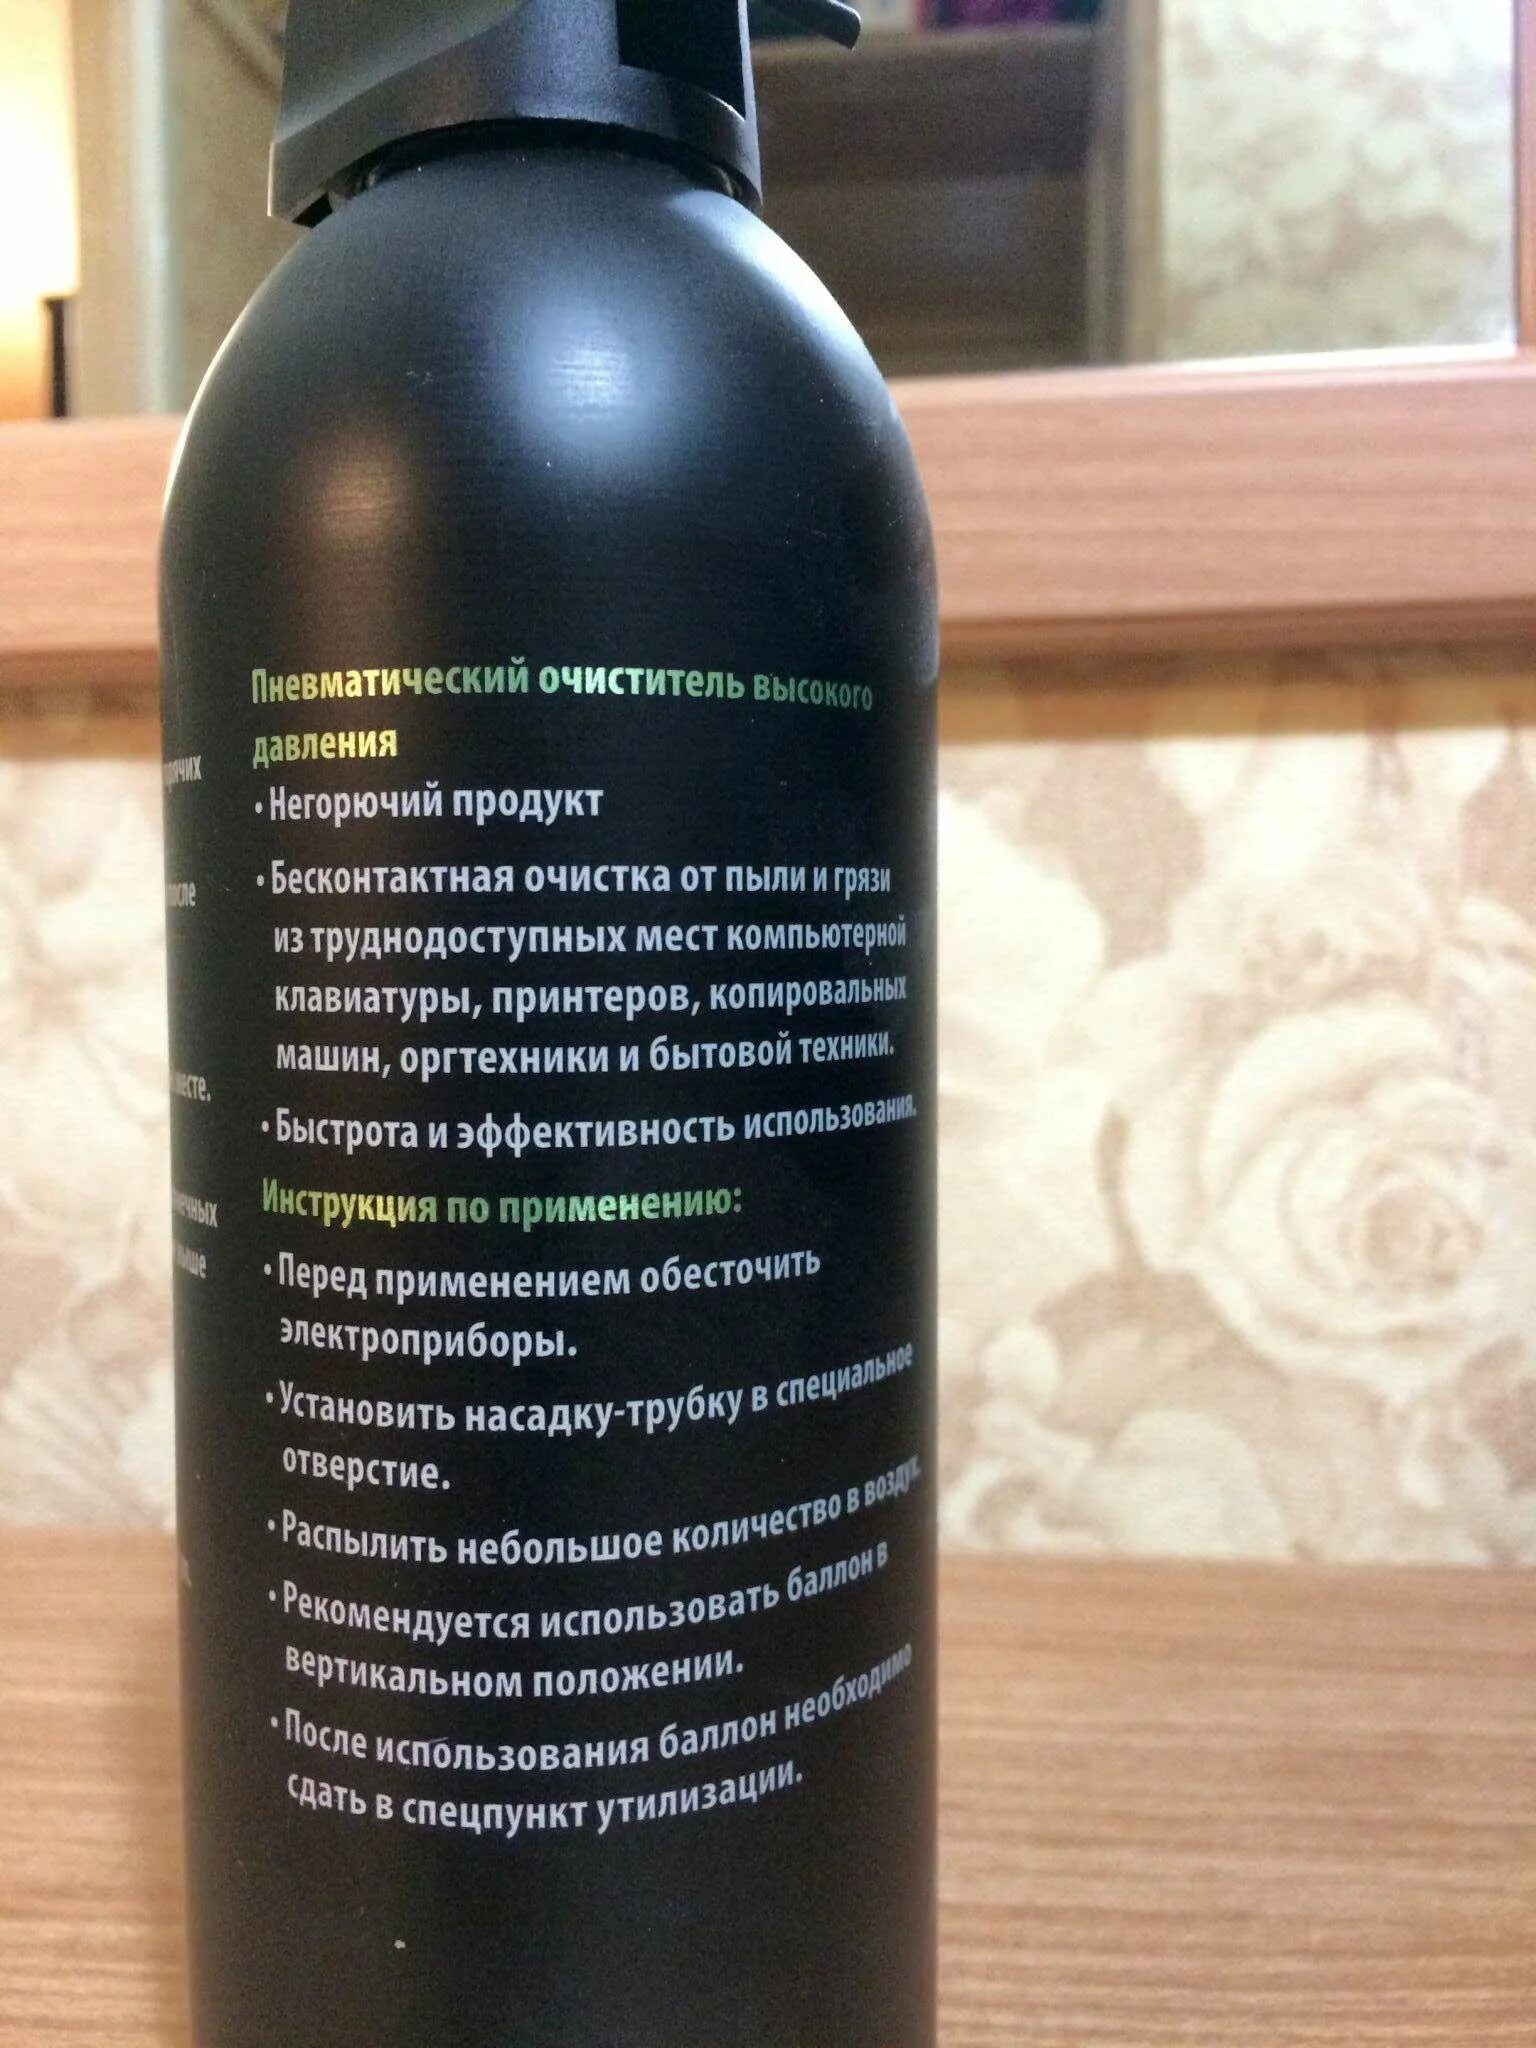 Пневматический очиститель высокого
давления
• Негорючий продукт
• Бесконтактная очистка от пыли и грязи
из труднодоступных мест компьютерной
клавиатуры, принтеров, копировальных
машин, оргтехники и бытовой техники.
• Быстрота и эффективность использования.
Инструкция по применению:
• Перед применением обесточить
электроприборы.
• Установить насадку-трубку в специальное
отверстие.
• Распылить небольшое количество в воздух.
• Рекомендуется использовать баллон в
вертикальном положении.
• После использования баллон необходимо
сдать в спецпункт утилизации.